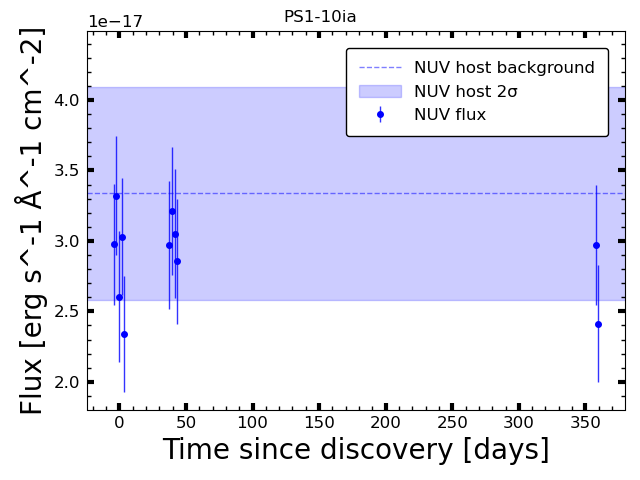 PS1-10ia
1e−17
NUV host background
NUV host 2σ
NUV flux
4.0
3.5
3.0
2.5
2.0
0 50 100 150 200 250 300 350
Time since discovery [days]
Flux [erg s^-1 Å^-1 cm^-2]